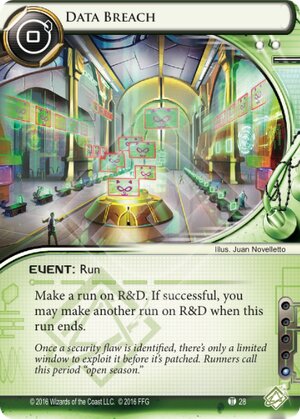 0
DATA BREACH
Illus. Juan Novelletto
EVENT: Run
Make a run on R&D. If successful, you
may make another run on R&D when this
run ends.
Once a security flaw is identified, there's only a limited
window to exploit it before it's patched. Runners call
this period "open season."
© 2016 Wizards of the Coast LLC. © 2016 FFG
28